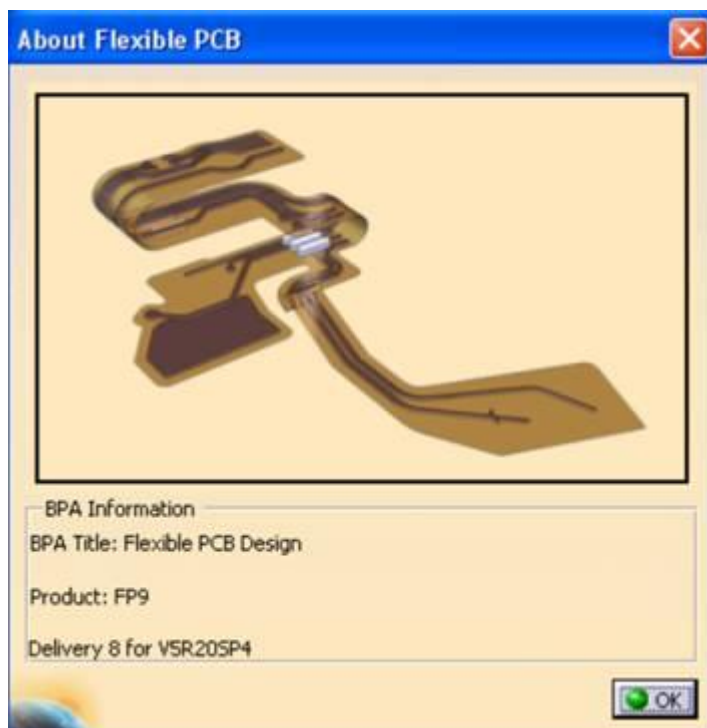 About Flexible PCB
BPA Information
BPA Title: Flexible PCB Design
Product: FP9
Delivery 8 for V5R20SP4
OK